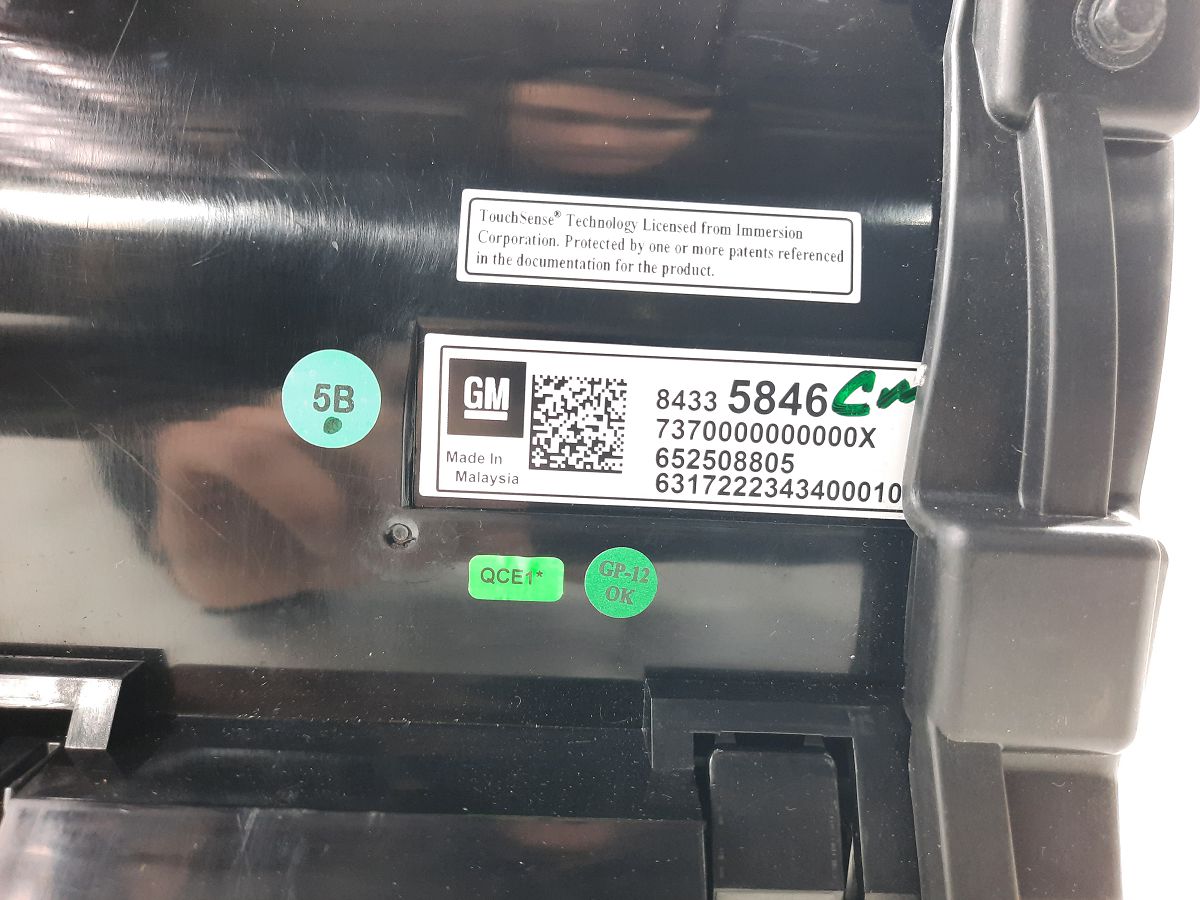 TouchSense® Technology Licensed from Immersion
Corporation. Protected by one or more patents referenced
in the documentation for the product.
5B
GM
Made In
Malaysia
8433 5846
7370000000000X
652508805
6317222343400010
QCE1*
GP-12
OK